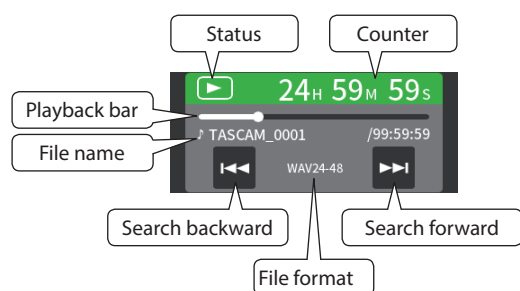 Status
Counter
24H 59M 59S
Playback bar
♪ TASCAM_0001 /99:59:59
File name
WAV24-48
Search backward
Search forward
File format